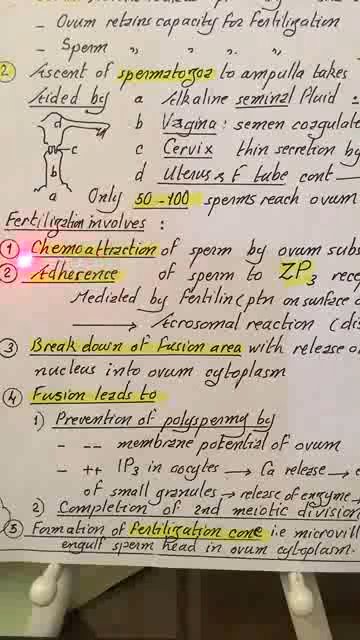 - Ovum retains capacity for fertilization
- Sperm " " " "
② Ascent of spermatozoa to ampulla takes
Aided by a Alkaline seminal fluid :
b Vagina : semen coagulate
c Cervix thin secretion by
d Uterus & F tube cont
Only 50-100 sperms reach ovum
d
c
b
a
Fertilization involves :
① Chemoattraction of sperm by ovum subs
② Adherence of sperm to ZP3 rec
Mediated by Fertilin (ptn on surface o
→ Acrosomal reaction (di
③ Break down of fusion area with release o
nucleus into ovum cytoplasm
④ Fusion leads to
1) Prevention of polyspermy by
- -- membrane potential of ovum
- ++ IP3 in oocytes → Ca release →
of small granules → release of enzyme →
2) Completion of 2nd meiotic division
⑤ Formation of fertilization cone i.e microvill
engulf sperm head in ovum cytoplasm.